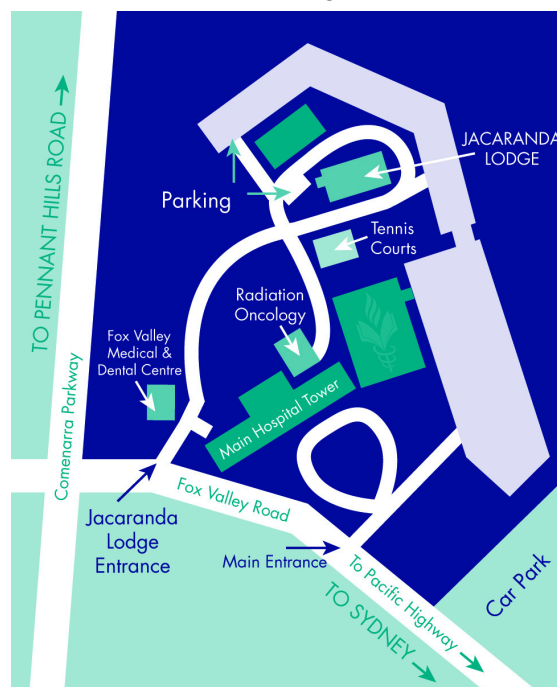 TO PENNANT HILLS ROAD
Comenarra Parkway
Parking
JACARANDA
LODGE
Tennis
Courts
Radiation
Oncology
Fox Valley
Medical &
Dental Centre
Main Hospital Tower
Fox Valley Road
Jacaranda
Lodge
Entrance
Main Entrance
To Pacific Highway
TO SYDNEY
Car Park